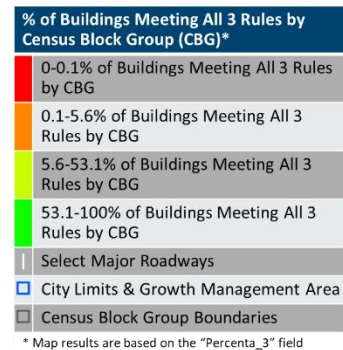 % of Buildings Meeting All 3 Rules by
Census Block Group (CBG)*
0-0.1% of Buildings Meeting All 3 Rules
by CBG
0.1-5.6% of Buildings Meeting All 3
Rules by CBG
5.6-53.1% of Buildings Meeting All 3
Rules by CBG
53.1-100% of Buildings Meeting All 3
Rules by CBG
Select Major Roadways
City Limits & Growth Management Area
Census Block Group Boundaries
* Map results are based on the “Percenta_3” field